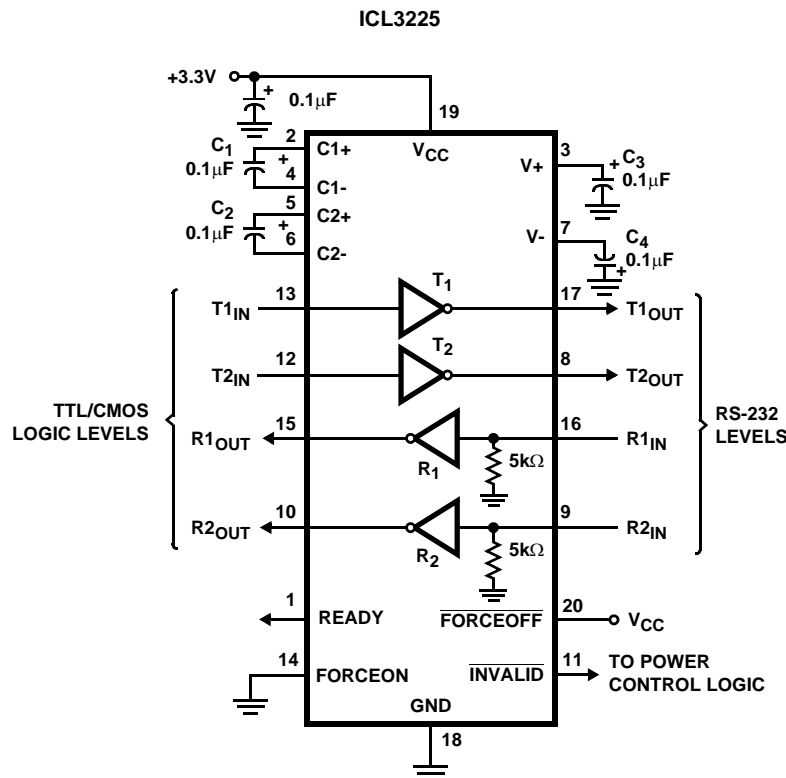 ICL3225
+3.3V
+
0.1μF
19
2
C1
0.1μF
+
4
C1+
C1-
VCC
V+
3
+
C3
0.1μF
5
C2
0.1μF
+
6
C2+
C2-
V-
7
C4
0.1μF
+
T1IN
13
T1
17
T1OUT
T2IN
12
T2
8
T2OUT
TTL/CMOS
LOGIC LEVELS
RS-232
LEVELS
R1OUT
15
R1
5kΩ
16
R1IN
R2OUT
10
R2
5kΩ
9
R2IN
1
READY
FORCEOFF
20
VCC
14
FORCEON
INVALID
11
TO POWER
CONTROL LOGIC
GND
18